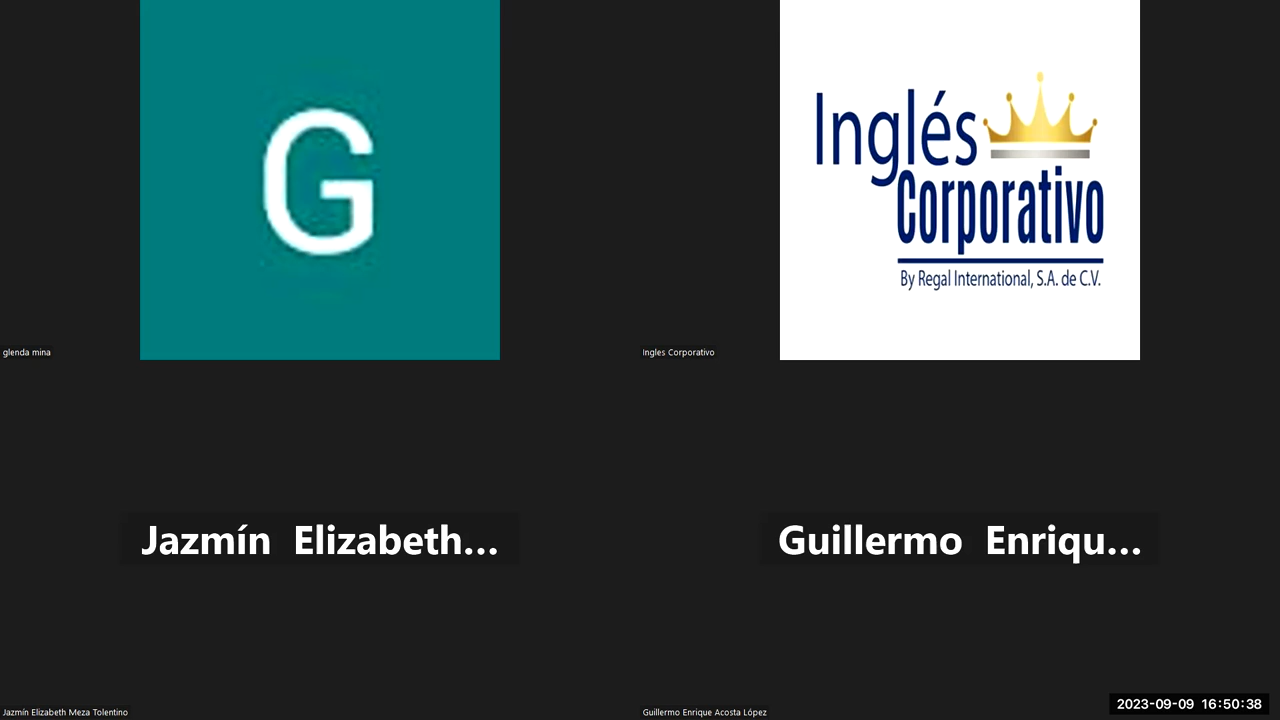 G
Inglés
Corporativo
By Regal International, S.A. de C.V.
glenda mina
Ingles Corporativo
Jazmín Elizabeth...
Guillermo Enriqu...
Jazmín Elizabeth Meza Tolentino
Guillermo Enrique Acosta López
2023-09-09 16:50:38